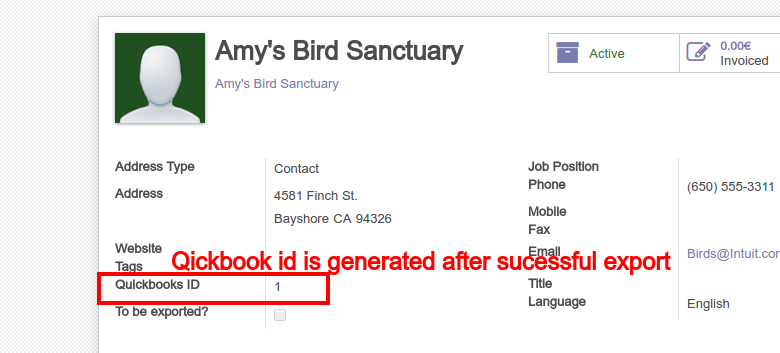 Amy's Bird Sanctuary
Amy's Bird Sanctuary
Active
0.00€
Invoiced
Address Type Contact
Address 4581 Finch St.
Bayshore CA 94326
Website
Tags
Quickbooks ID 1
To be exported?
Job Position
Phone (650) 555-3311
Mobile
Fax
Email Birds@Intuit.com
Title
Language English
Qickbook id is generated after sucessful export